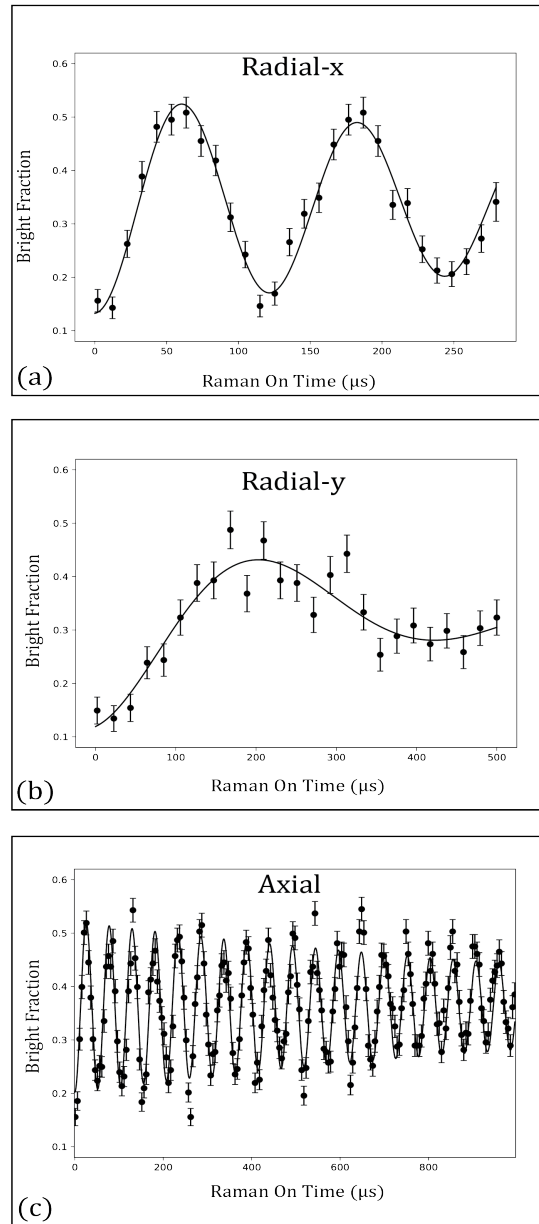 Radial-x
0.6
0.5
0.4
0.3
0.2
0.1
Bright Fraction
0 50 100 150 200 250
Raman On Time (μs)
(a)
Radial-y
0.6
0.5
0.4
0.3
0.2
0.1
Bright Fraction
0 100 200 300 400 500
Raman On Time (μs)
(b)
Axial
0.6
0.5
0.4
0.3
0.2
0.1
Bright Fraction
0 200 400 600 800
Raman On Time (μs)
(c)